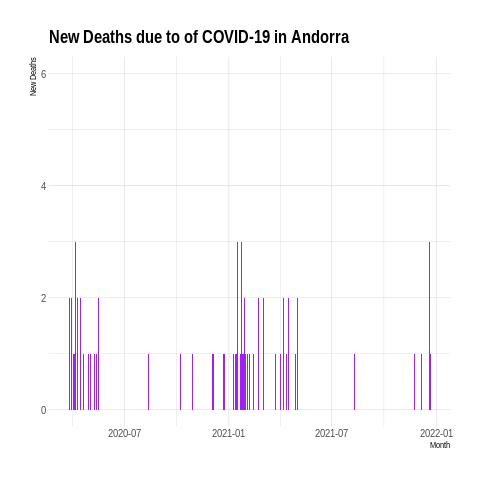 New Deaths due to of COVID-19 in Andorra
New Deaths
6
4
2
0
2020-07 2021-01 2021-07 2022-01
Month